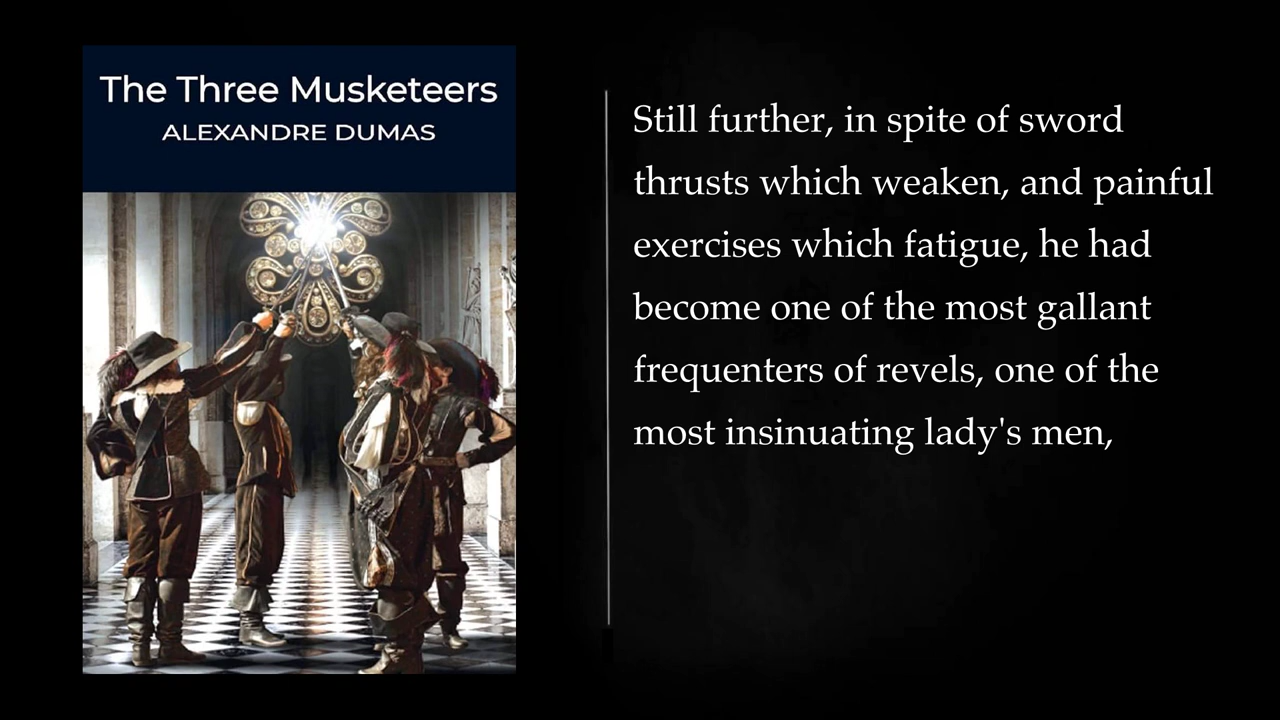 The Three Musketeers
ALEXANDRE DUMAS
Still further, in spite of sword
thrusts which weaken, and painful
exercises which fatigue, he had
become one of the most gallant
frequenters of revels, one of the
most insinuating lady's men,